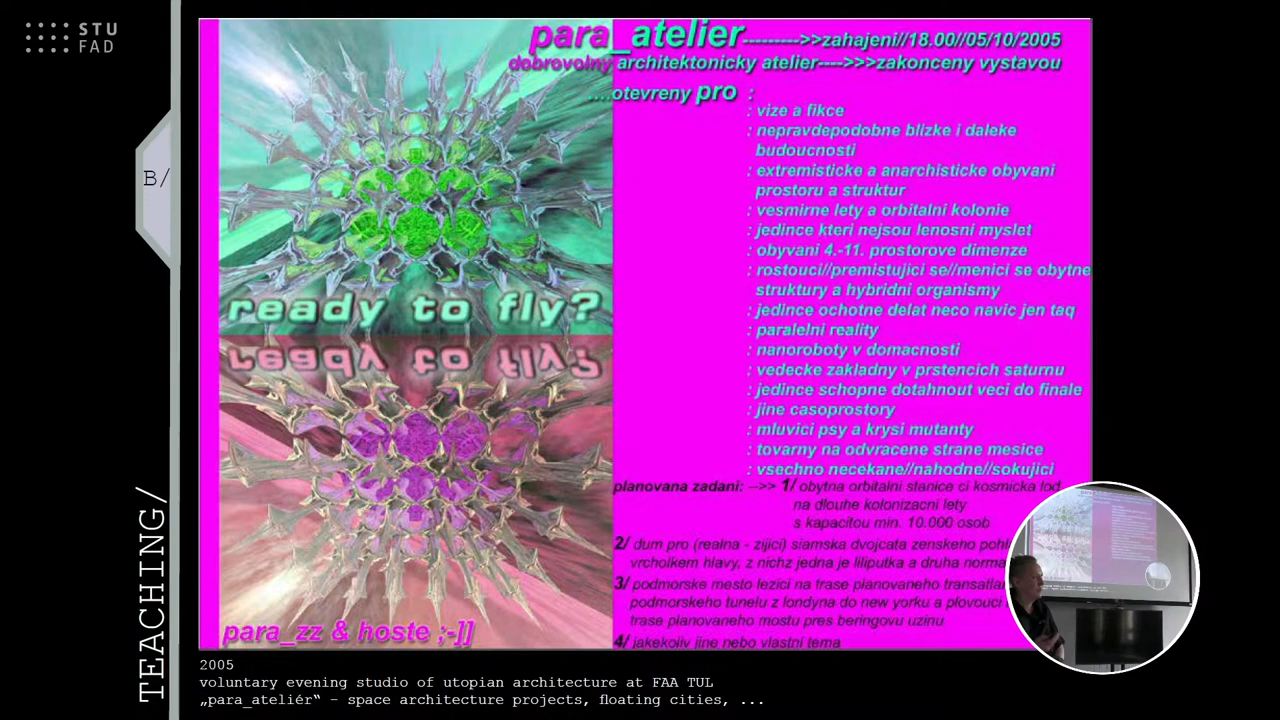 STU
FAD
B/
TEACHING/
para_atelier--------->>zahajeni//18.00//05/10/2005
dobrovolny architektonicky atelier---->>>zakonceny vystavou
....otevreny pro :
: vize a fikce
: nepravdepodobne blizke i daleke
budoucnosti
: extremisticke a anarchisticke obyvani
prostoru a struktur
: vesmirne lety a orbitalni kolonie
: jedince kteri nejsou lenosni myslet
: obyvani 4.-11. prostorove dimenze
: rostouci//premistujici se//menici se obytne
struktury a hybridni organismy
: jedince ochotne delat neco navic jen taq
: paralelni reality
: nanoroboty v domacnosti
: vedecke zakladny v prstencich saturnu
: jedince schopne dotahnout veci do finale
: jine casoprostory
: mluvici psy a krysi mutanty
: tovarny na odvracene strane mesice
: vsechno necekane//nahodne//sokujici
planovana zadani: -->> 1/ obytna orbitalni stanice ci kosmicka lod
na dlouhe kolonizacni lety
s kapacitou min. 10.000 osob
2/ dum pro (realna - zijici) siamska dvojcata zenskeho pohl
vrcholkem hlavy, z nichz jedna je liliputka a druha norma
3/ podmorske mesto lezici na trase planovaneho transatlan
podmorskeho tunelu z londyna do new yorku a plovouci
trase planovaneho mostu pres beringovu uzinu
4/ jakekoliv jine nebo vlastni tema
ready to fly?
ready to fly?
para_zz & hoste ;-]]
2005
voluntary evening studio of utopian architecture at FAA TUL
„para_ateliér“ – space architecture projects, floating cities, ...